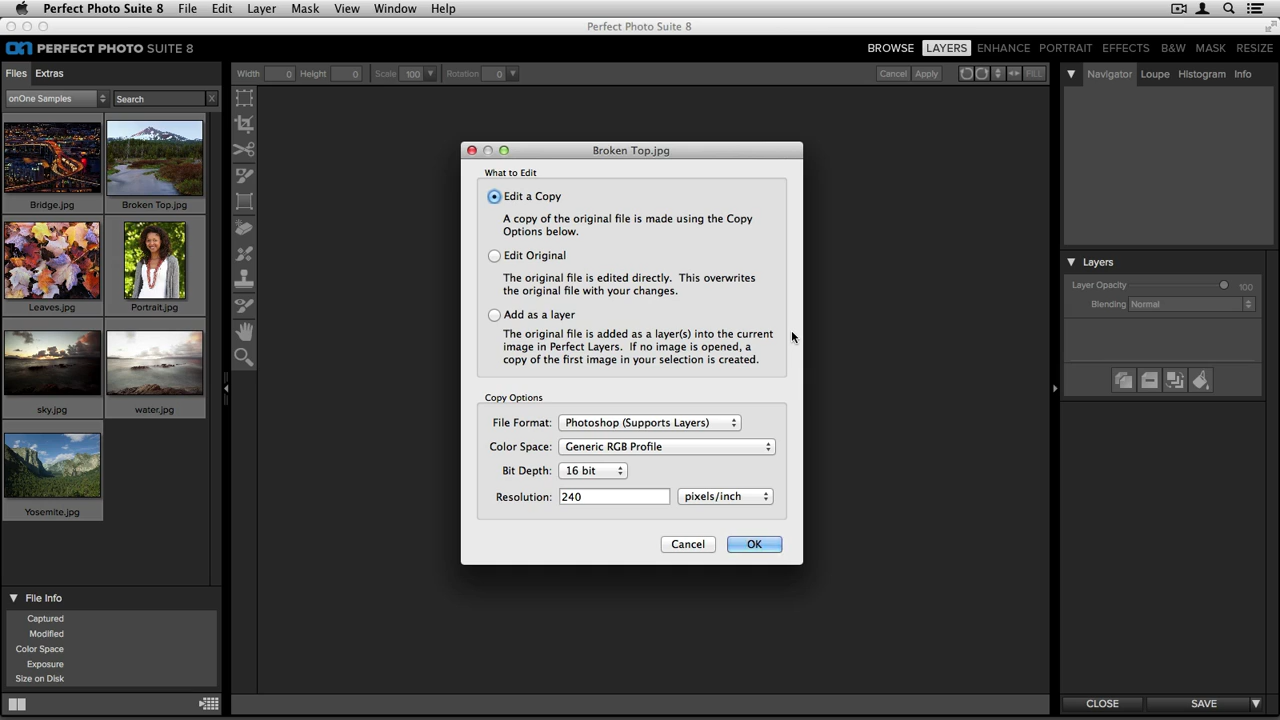 Perfect Photo Suite 8 File Edit Layer Mask View Window Help
Perfect Photo Suite 8
on PERFECT PHOTO SUITE 8 BROWSE LAYERS ENHANCE PORTRAIT EFFECTS B&W MASK RESIZE
Files Extras Width 0 Height 0 Scale 100 Rotation 0 Cancel Apply FILL Navigator Loupe Histogram Info
onOne Samples Search X
Bridge.jpg Broken Top.jpg
Leaves.jpg Portrait.jpg
sky.jpg water.jpg
Yosemite.jpg
File Info
Captured
Modified
Color Space
Exposure
Size on Disk
Broken Top.jpg
What to Edit
Edit a Copy
A copy of the original file is made using the Copy
Options below.
Edit Original
The original file is edited directly. This overwrites
the original file with your changes.
Add as a layer
The original file is added as a layer(s) into the current
image in Perfect Layers. If no image is opened, a
copy of the first image in your selection is created.
Copy Options
File Format: Photoshop (Supports Layers)
Color Space: Generic RGB Profile
Bit Depth: 16 bit
Resolution: 240 pixels/inch
Cancel OK
Layers
Layer Opacity 100
Blending Normal
CLOSE SAVE